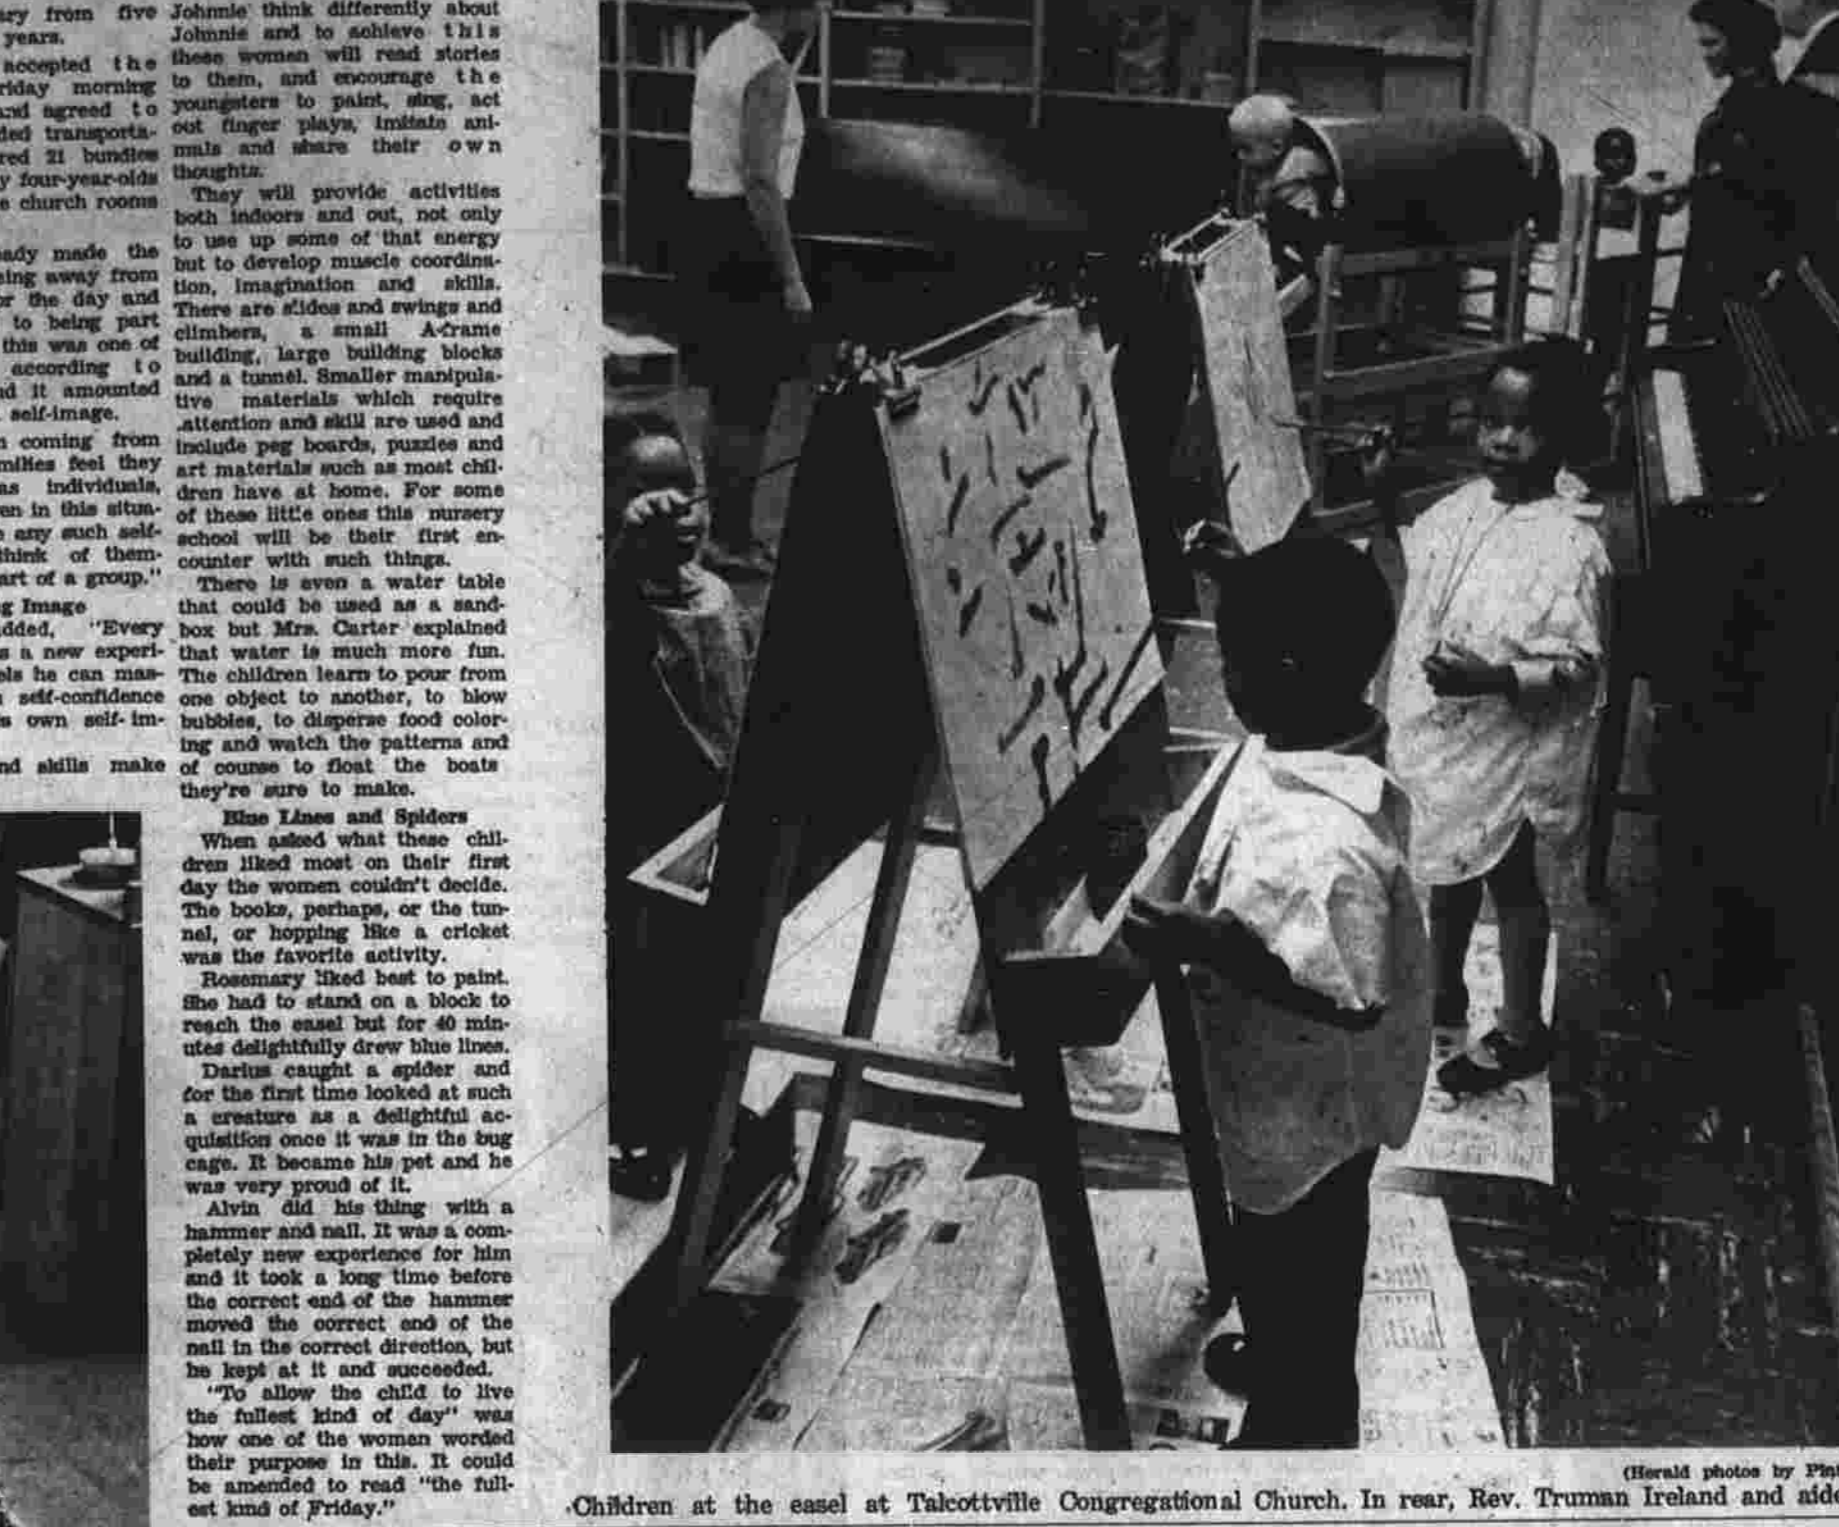 ary from five
years.
accepted the
riday morning
and agreed to
ded transporta-
red 21 bundles
y four-year-olds
e church rooms
ady made the
ing away from
or the day and
to being part
this was one of
according to
nd it amounted
self-image.
coming from
milies feel they
as individuals,
en in this situa-
any such self-
think of them-
art of a group."
g Image
dded, "Every
s a new experi-
els he can mas-
self-confidence
s own self-im-
nd skills make
Johnnie think differently about
Johnnie and to achieve this
these women will read stories
to them, and encourage the
youngsters to paint, sing, act
out finger plays, imitate ani-
mals and share their own
thoughts.
They will provide activities
both indoors and out, not only
to use up some of that energy
but to develop muscle coordina-
tion, imagination and skills.
There are slides and swings and
climbers, a small A-frame
building, large building blocks
and a tunnel. Smaller manipula-
tive materials which require
attention and skill are used and
include peg boards, puzzles and
art materials such as most chil-
dren have at home. For some
of these little ones this nursery
school will be their first en-
counter with such things.
There is even a water table
that could be used as a sand-
box but Mrs. Carter explained
that water is much more fun.
The children learn to pour from
one object to another, to blow
bubbles, to disperse food color-
ing and watch the patterns and
of course to float the boats
they're sure to make.
Blue Lines and Spiders
When asked what these chil-
dren liked most on their first
day the women couldn't decide.
The books, perhaps, or the tun-
nel, or hopping like a cricket
was the favorite activity.
Rosemary liked best to paint.
She had to stand on a block to
reach the easel but for 40 min-
utes delightfully drew blue lines.
Darius caught a spider and
for the first time looked at such
a creature as a delightful ac-
quisition once it was in the bug
cage. It became his pet and he
was very proud of it.
Alvin did his thing with a
hammer and nail. It was a com-
pletely new experience for him
and it took a long time before
the correct end of the hammer
moved the correct end of the
nail in the correct direction, but
he kept at it and succeeded.
"To allow the child to live
the fullest kind of day" was
how one of the women worded
their purpose in this. It could
be amended to read "the full-
est kind of Friday."
(Herald photos by
Children at the easel at Talcottville Congregational Church. In rear, Rev. Truman Ireland and aide